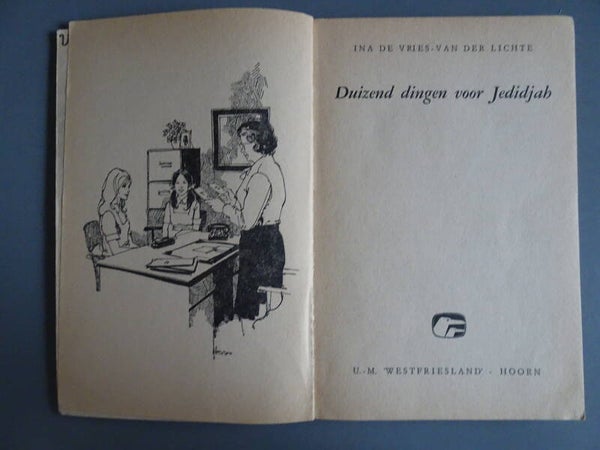 INA DE VRIES-VAN DER LICHTE
Duizend dingen voor Jedidjah
U.-M. 'WESTFRIESLAND' - HOORN